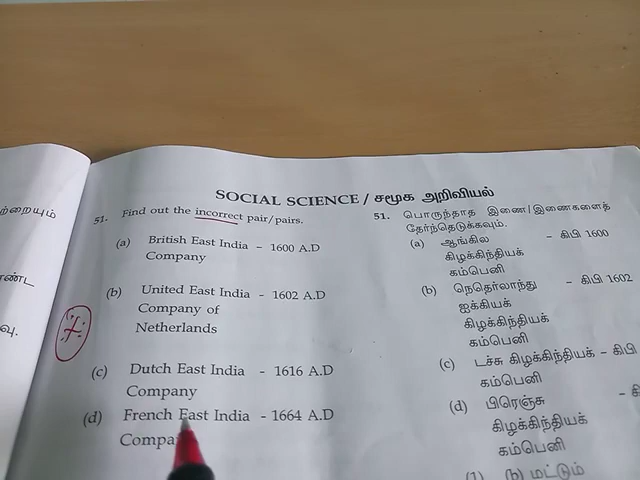 ற்றையும்
SOCIAL SCIENCE / சமூக அறிவியல்
51. Find out the incorrect pair/pairs.
(a) British East India – 1600 A.D
Company
(b) United East India – 1602 A.D
Company of
Netherlands
(c) Dutch East India – 1616 A.D
Company
(d) French East India – 1664 A.D
51. பொருந்தாத இணை/இணைகளைத்
தேர்ந்தெடுக்கவும்.
(a) ஆங்கில – கிபி 1600
கிழக்கிந்தியக்
கம்பெனி
(b) நெதெர்லாந்து – கிபி 1602
ஐக்கியக்
கிழக்கிந்தியக்
கம்பெனி
(c) டச்சு கிழக்கிந்தியக் – கிபி
கம்பெனி
(d) பிரெஞ்சு –
கிழக்கிந்தியக்
கம்பெனி
(1) (b) மட்டும்